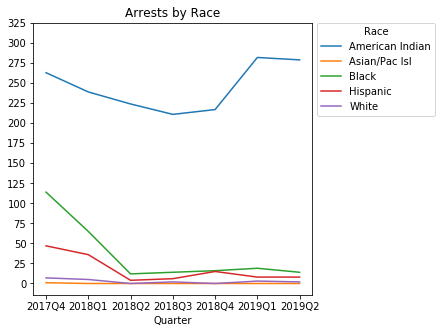 Arrests by Race
325
300
275
250
225
200
175
150
125
100
75
50
25
0
2017Q4 2018Q1 2018Q2 2018Q3 2018Q4 2019Q1 2019Q2
Quarter
Race
American Indian
Asian/Pac Isl
Black
Hispanic
White